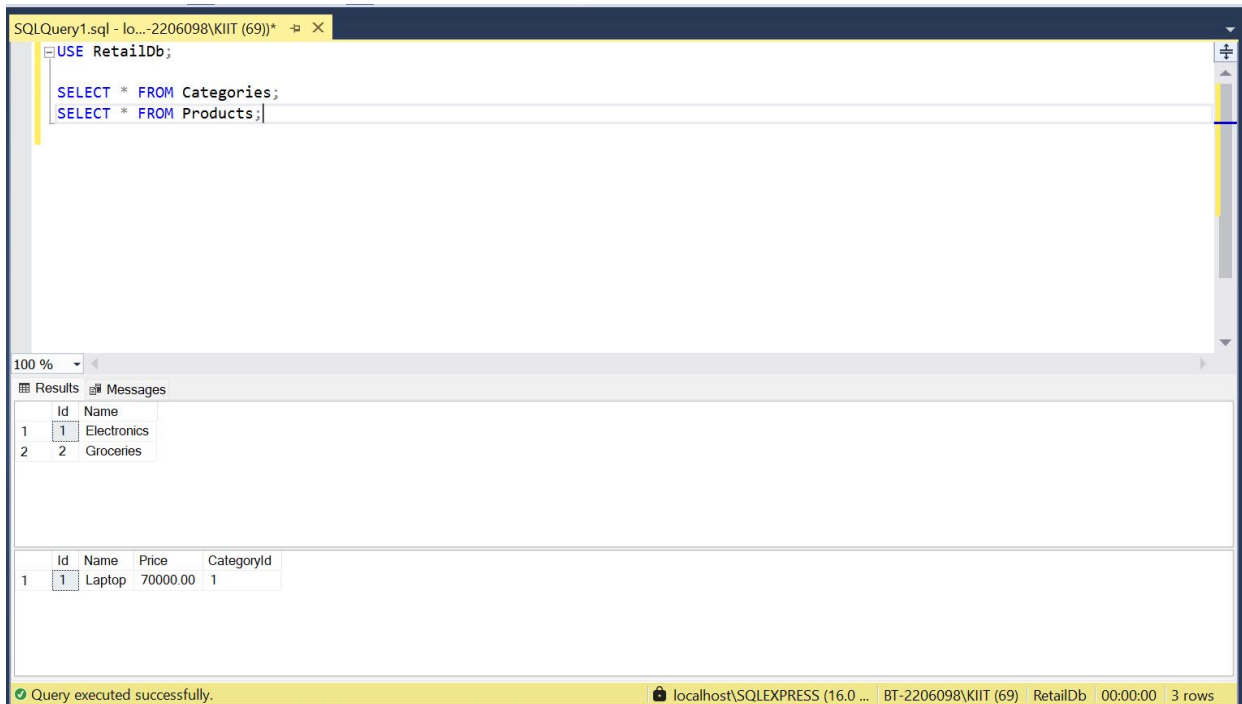 SQLQuery1.sql - lo...-2206098\KIIT (69))*
USE RetailDb;
SELECT * FROM Categories;
SELECT * FROM Products;
100 %
Results Messages
Id Name
1 1 Electronics
2 2 Groceries
Id Name Price CategoryId
1 1 Laptop 70000.00 1
Query executed successfully. localhost\SQLEXPRESS (16.0 ... BT-2206098\KIIT (69) RetailDb 00:00:00 3 rows